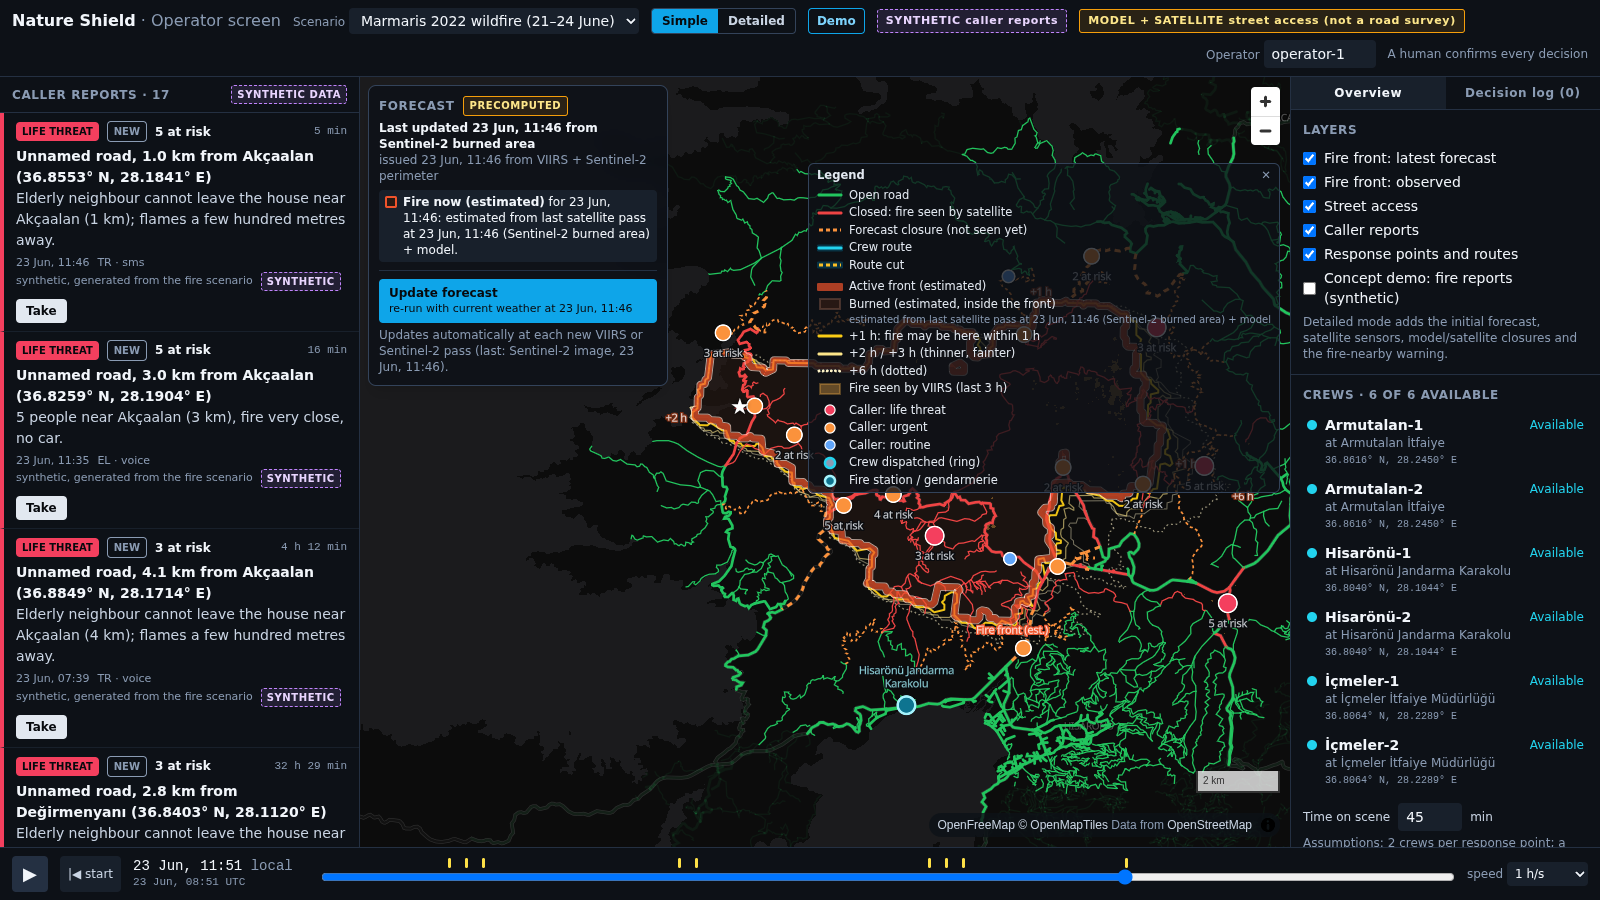 Nature Shield · Operator screen
Scenario
Marmaris 2022 wildfire (21–24 June)
Simple
Detailed
Demo
SYNTHETIC caller reports
MODEL + SATELLITE street access (not a road survey)
Operator
operator-1
A human confirms every decision
CALLER REPORTS · 17
SYNTHETIC DATA
LIFE THREAT NEW 5 at risk 5 min
Unnamed road, 1.0 km from Akçaalan
(36.8553° N, 28.1841° E)
Elderly neighbour cannot leave the house near
Akçaalan (1 km); flames a few hundred metres
away.
23 Jun, 11:46 TR · sms
synthetic, generated from the fire scenario SYNTHETIC
Take
LIFE THREAT NEW 5 at risk 16 min
Unnamed road, 3.0 km from Akçaalan
(36.8259° N, 28.1904° E)
5 people near Akçaalan (3 km), fire very close,
no car.
23 Jun, 11:35 EL · voice
synthetic, generated from the fire scenario SYNTHETIC
Take
LIFE THREAT NEW 3 at risk 4 h 12 min
Unnamed road, 4.1 km from Akçaalan
(36.8849° N, 28.1714° E)
Elderly neighbour cannot leave the house near
Akçaalan (4 km); flames a few hundred metres
away.
23 Jun, 07:39 TR · voice
synthetic, generated from the fire scenario SYNTHETIC
Take
LIFE THREAT NEW 3 at risk 32 h 29 min
Unnamed road, 2.8 km from
Değirmenyanı (36.8403° N, 28.1120° E)
Elderly neighbour cannot leave the house near
FORECAST PRECOMPUTED
Last updated 23 Jun, 11:46 from
Sentinel-2 burned area
issued 23 Jun, 11:46 from VIIRS + Sentinel-2
perimeter
Fire now (estimated) for 23 Jun,
11:46: estimated from last satellite pass
at 23 Jun, 11:46 (Sentinel-2 burned area)
+ model.
Update forecast
re-run with current weather at 23 Jun, 11:46
Updates automatically at each new VIIRS or
Sentinel-2 pass (last: Sentinel-2 image, 23
Jun, 11:46).
Legend ×
Open road
Closed: fire seen by satellite
Forecast closure (not seen yet)
Crew route
Route cut
Active front (estimated)
Burned (estimated, inside the front)
estimated from last satellite pass at 23 Jun, 11:46 (Sentinel-2 burned area) + model
+1 h: fire may be here within 1 h
+2 h / +3 h (thinner, fainter)
+6 h (dotted)
Fire seen by VIIRS (last 3 h)
Caller: life threat
Caller: urgent
Caller: routine
Crew dispatched (ring)
Fire station / gendarmerie
2 at risk
3 at risk
3 at risk
+2 h
2 at risk
2 at risk
5 at risk
+6 h
2 at risk
5 at risk
4 at risk
3 at risk
5 at risk
Fire front (est.)
Hisarönü Jandarma
Karakolu
+
−
2 km
OpenFreeMap © OpenMapTiles Data from OpenStreetMap
Overview
Decision log (0)
LAYERS
Fire front: latest forecast
Fire front: observed
Street access
Caller reports
Response points and routes
Concept demo: fire reports
(synthetic)
Detailed mode adds the initial forecast,
satellite sensors, model/satellite closures and
the fire-nearby warning.
CREWS · 6 OF 6 AVAILABLE
Armutalan-1 Available
at Armutalan İtfaiye
36.8616° N, 28.2450° E
Armutalan-2 Available
at Armutalan İtfaiye
36.8616° N, 28.2450° E
Hisarönü-1 Available
at Hisarönü Jandarma Karakolu
36.8040° N, 28.1044° E
Hisarönü-2 Available
at Hisarönü Jandarma Karakolu
36.8040° N, 28.1044° E
İçmeler-1 Available
at İçmeler İtfaiye Müdürlüğü
36.8064° N, 28.2289° E
İçmeler-2 Available
at İçmeler İtfaiye Müdürlüğü
36.8064° N, 28.2289° E
Time on scene 45 min
Assumptions: 2 crews per response point; a
start
23 Jun, 11:51 local
23 Jun, 08:51 UTC
speed 1 h/s